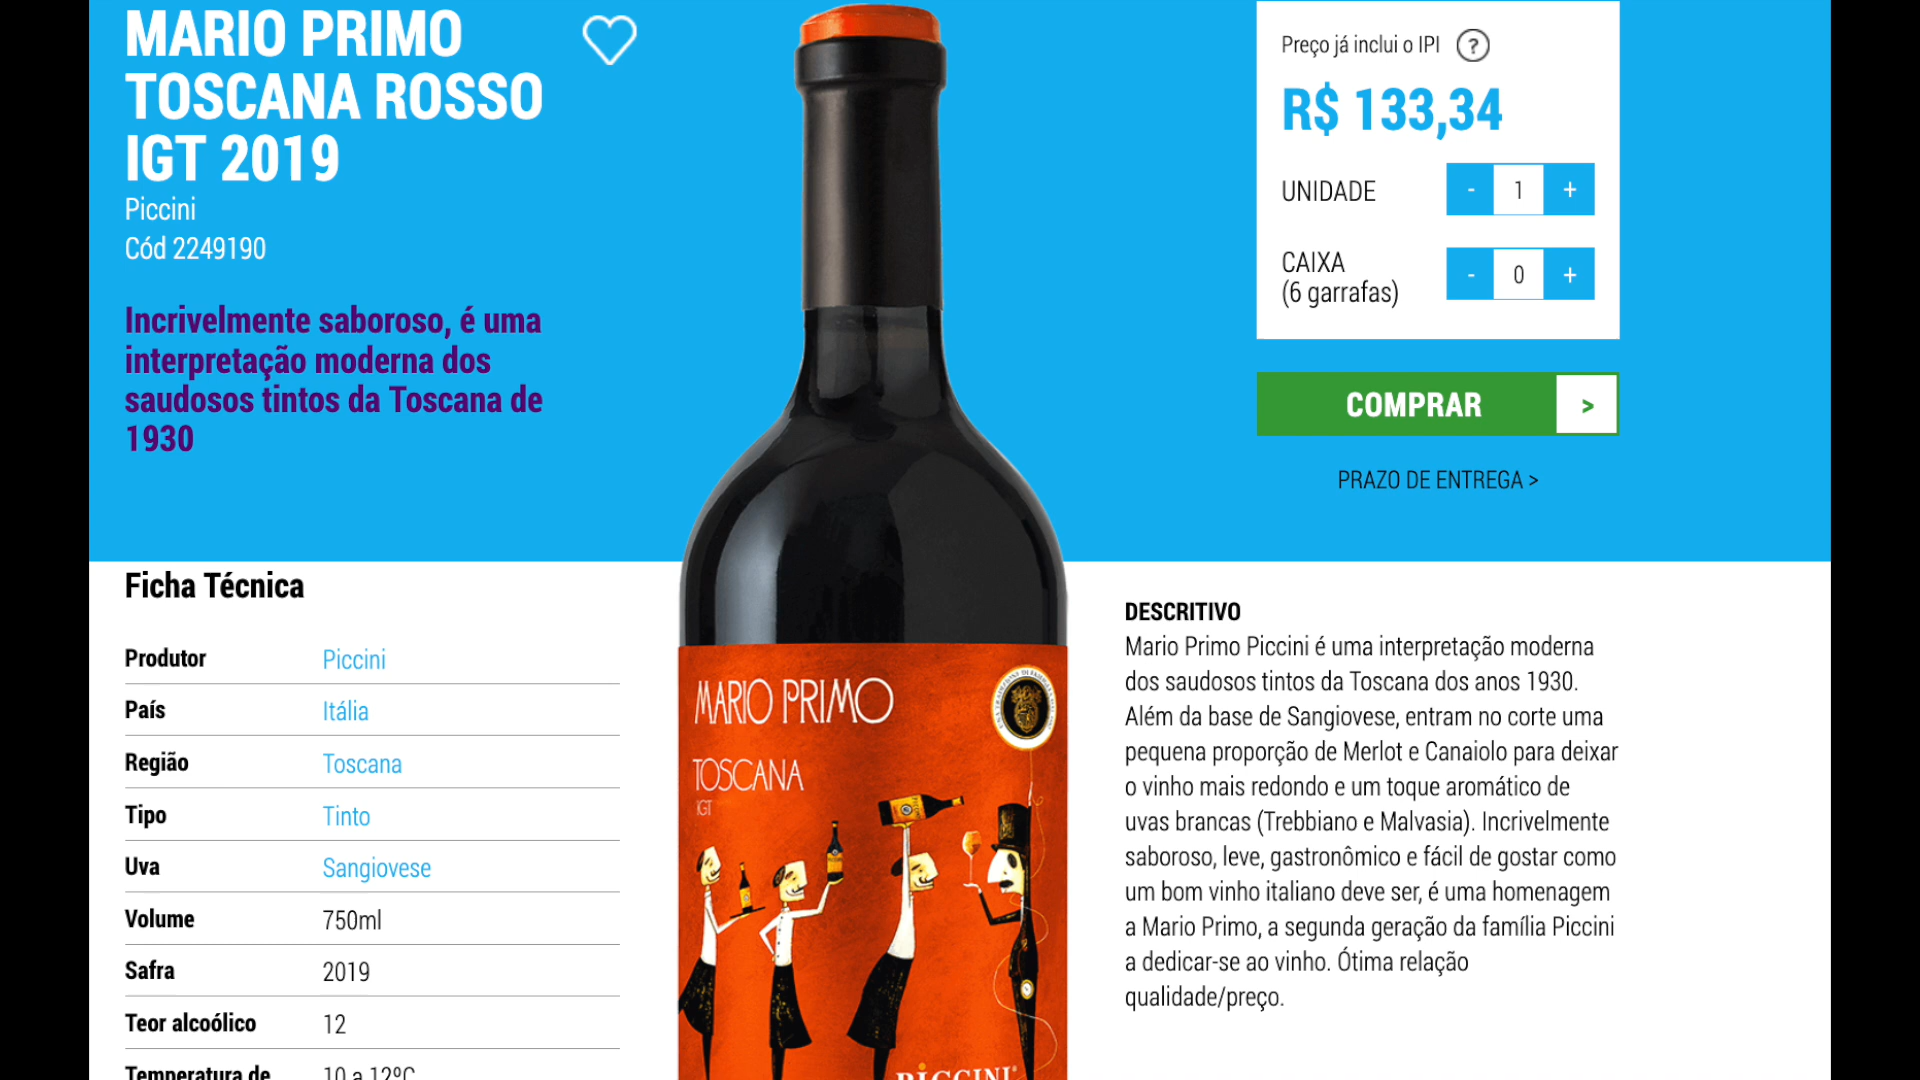 MARIO PRIMO
TOSCANA ROSSO
IGT 2019
Piccini
Cód 2249190
Incrivelmente saboroso, é uma
interpretação moderna dos
saudosos tintos da Toscana de
1930
Preço já inclui o IPI ?
R$ 133,34
UNIDADE - 1 +
CAIXA
(6 garrafas) - 0 +
COMPRAR >
PRAZO DE ENTREGA >
Ficha Técnica
Produtor Piccini
País Itália
Região Toscana
Tipo Tinto
Uva Sangiovese
Volume 750ml
Safra 2019
Teor alcoólico 12
Temperatura de 10 a 12ºC
MARIO PRIMO
TOSCANA
IGT
PICCINI
DESCRITIVO
Mario Primo Piccini é uma interpretação moderna
dos saudosos tintos da Toscana dos anos 1930.
Além da base de Sangiovese, entram no corte uma
pequena proporção de Merlot e Canaiolo para deixar
o vinho mais redondo e um toque aromático de
uvas brancas (Trebbiano e Malvasia). Incrivelmente
saboroso, leve, gastronômico e fácil de gostar como
um bom vinho italiano deve ser, é uma homenagem
a Mario Primo, a segunda geração da família Piccini
a dedicar-se ao vinho. Ótima relação
qualidade/preço.